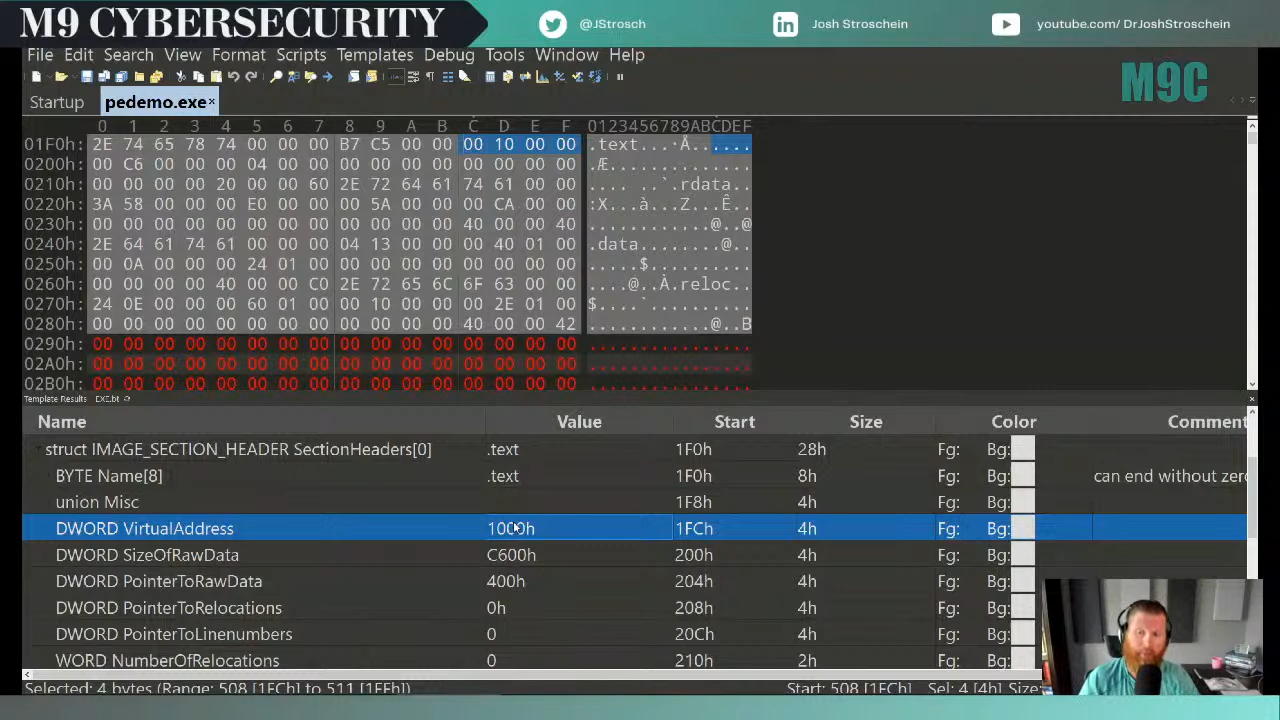 M9 CYBERSECURITY
@JStrosch
Josh Stroschein
youtube.com/ DrJoshStroschein
File Edit Search View Format Scripts Templates Debug Tools Window Help
M9C
Startup pedemo.exe×
0 1 2 3 4 5 6 7 8 9 A B C D E F 0123456789ABCDEF
01F0h: 2E 74 65 78 74 00 00 00 B7 C5 00 00 00 10 00 00 .text...·Å......
0200h: 00 C6 00 00 00 04 00 00 00 00 00 00 00 00 00 00 .Æ..............
0210h: 00 00 00 00 20 00 00 60 2E 72 64 61 74 61 00 00 .... ..`.rdata..
0220h: 3A 58 00 00 00 E0 00 00 00 5A 00 00 00 CA 00 00 :X...à...Z...Ê..
0230h: 00 00 00 00 00 00 00 00 00 00 00 00 40 00 00 40 ............@..@
0240h: 2E 64 61 74 61 00 00 00 04 13 00 00 00 40 01 00 .data........@..
0250h: 00 0A 00 00 00 24 01 00 00 00 00 00 00 00 00 00 .....$..........
0260h: 00 00 00 00 40 00 00 C0 2E 72 65 6C 6F 63 00 00 ....@..À.reloc..
0270h: 24 0E 00 00 00 60 01 00 00 10 00 00 00 2E 01 00 $....`..........
0280h: 00 00 00 00 00 00 00 00 00 00 00 00 40 00 00 42 ............@..B
0290h: 00 00 00 00 00 00 00 00 00 00 00 00 00 00 00 00 ................
02A0h: 00 00 00 00 00 00 00 00 00 00 00 00 00 00 00 00 ................
02B0h: 00 00 00 00 00 00 00 00 00 00 00 00 00 00 00 00 ................
Template Results EXE.bt
Name Value Start Size Color Comment
struct IMAGE_SECTION_HEADER SectionHeaders[0] .text 1F0h 28h Fg: Bg:
BYTE Name[8] .text 1F0h 8h Fg: Bg: can end without zero
union Misc 1F8h 4h Fg: Bg:
DWORD VirtualAddress 1000h 1FCh 4h Fg: Bg:
DWORD SizeOfRawData C600h 200h 4h Fg: Bg:
DWORD PointerToRawData 400h 204h 4h Fg: Bg:
DWORD PointerToRelocations 0h 208h 4h Fg: Bg:
DWORD PointerToLinenumbers 0 20Ch 4h Fg: Bg:
WORD NumberOfRelocations 0 210h 2h Fg: Bg:
Selected: 4 bytes (Range: 508 [1FCh] to 511 [1FFh]) Start: 508 [1FCh] Sel: 4 [4h] Size: